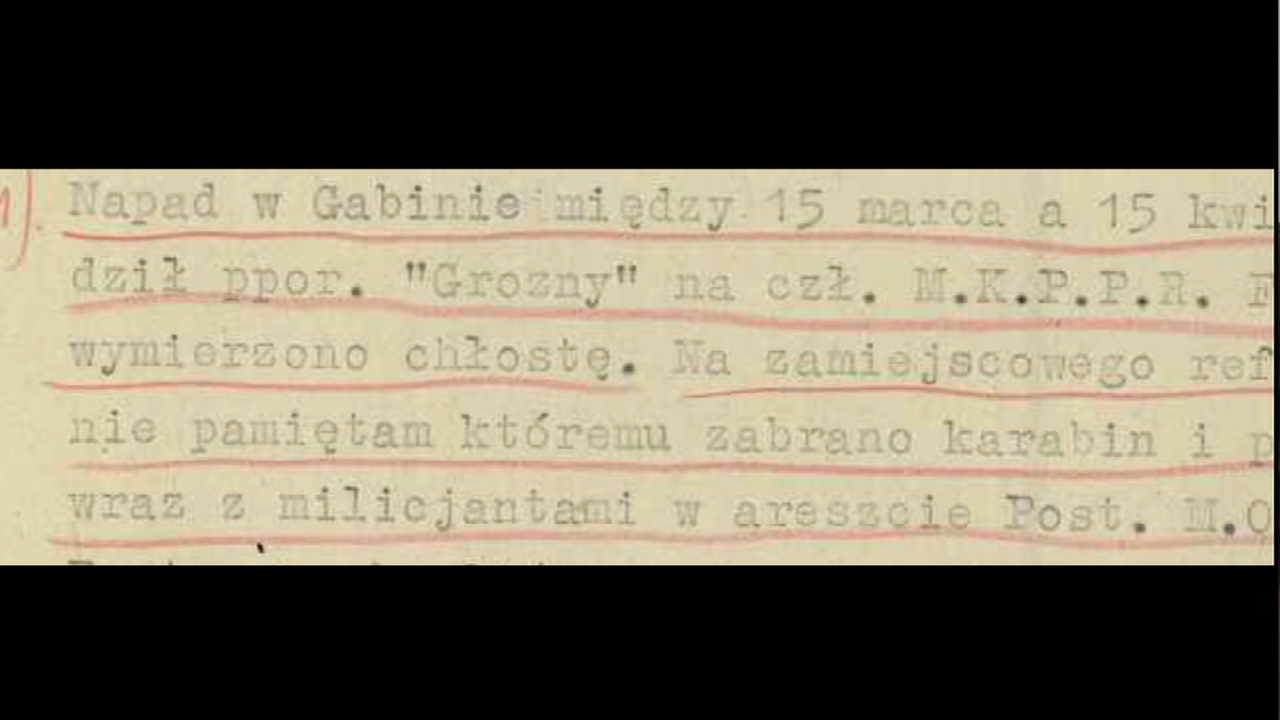 1).
Napad w Gabinie między 15 marca a 15 kwi
dził ppor. "Grozny" na czł. M.K.P.P.R.
wymierzono chłostę. Na zamiejscowego ref
nie pamiętam któremu zabrano karabin i p
wraz z milicjantami w areszcie Post. M.O